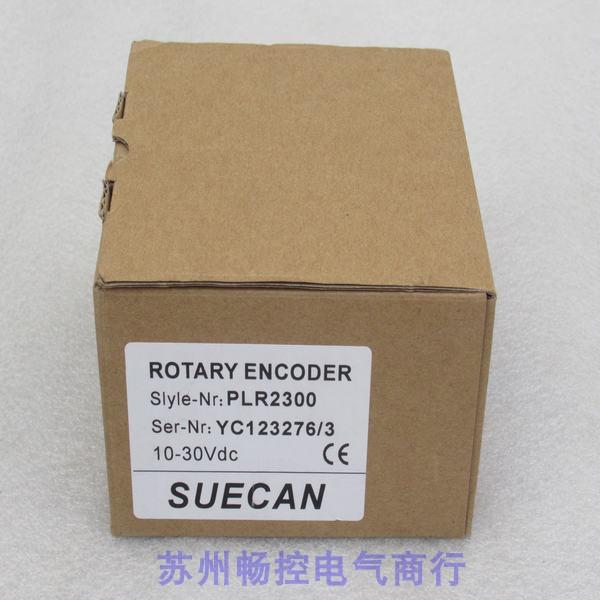 ROTARY ENCODER
Slyle-Nr: PLR2300
Ser-Nr: YC123276/3
10-30Vdc CE
SUECAN
苏州畅控电气商行